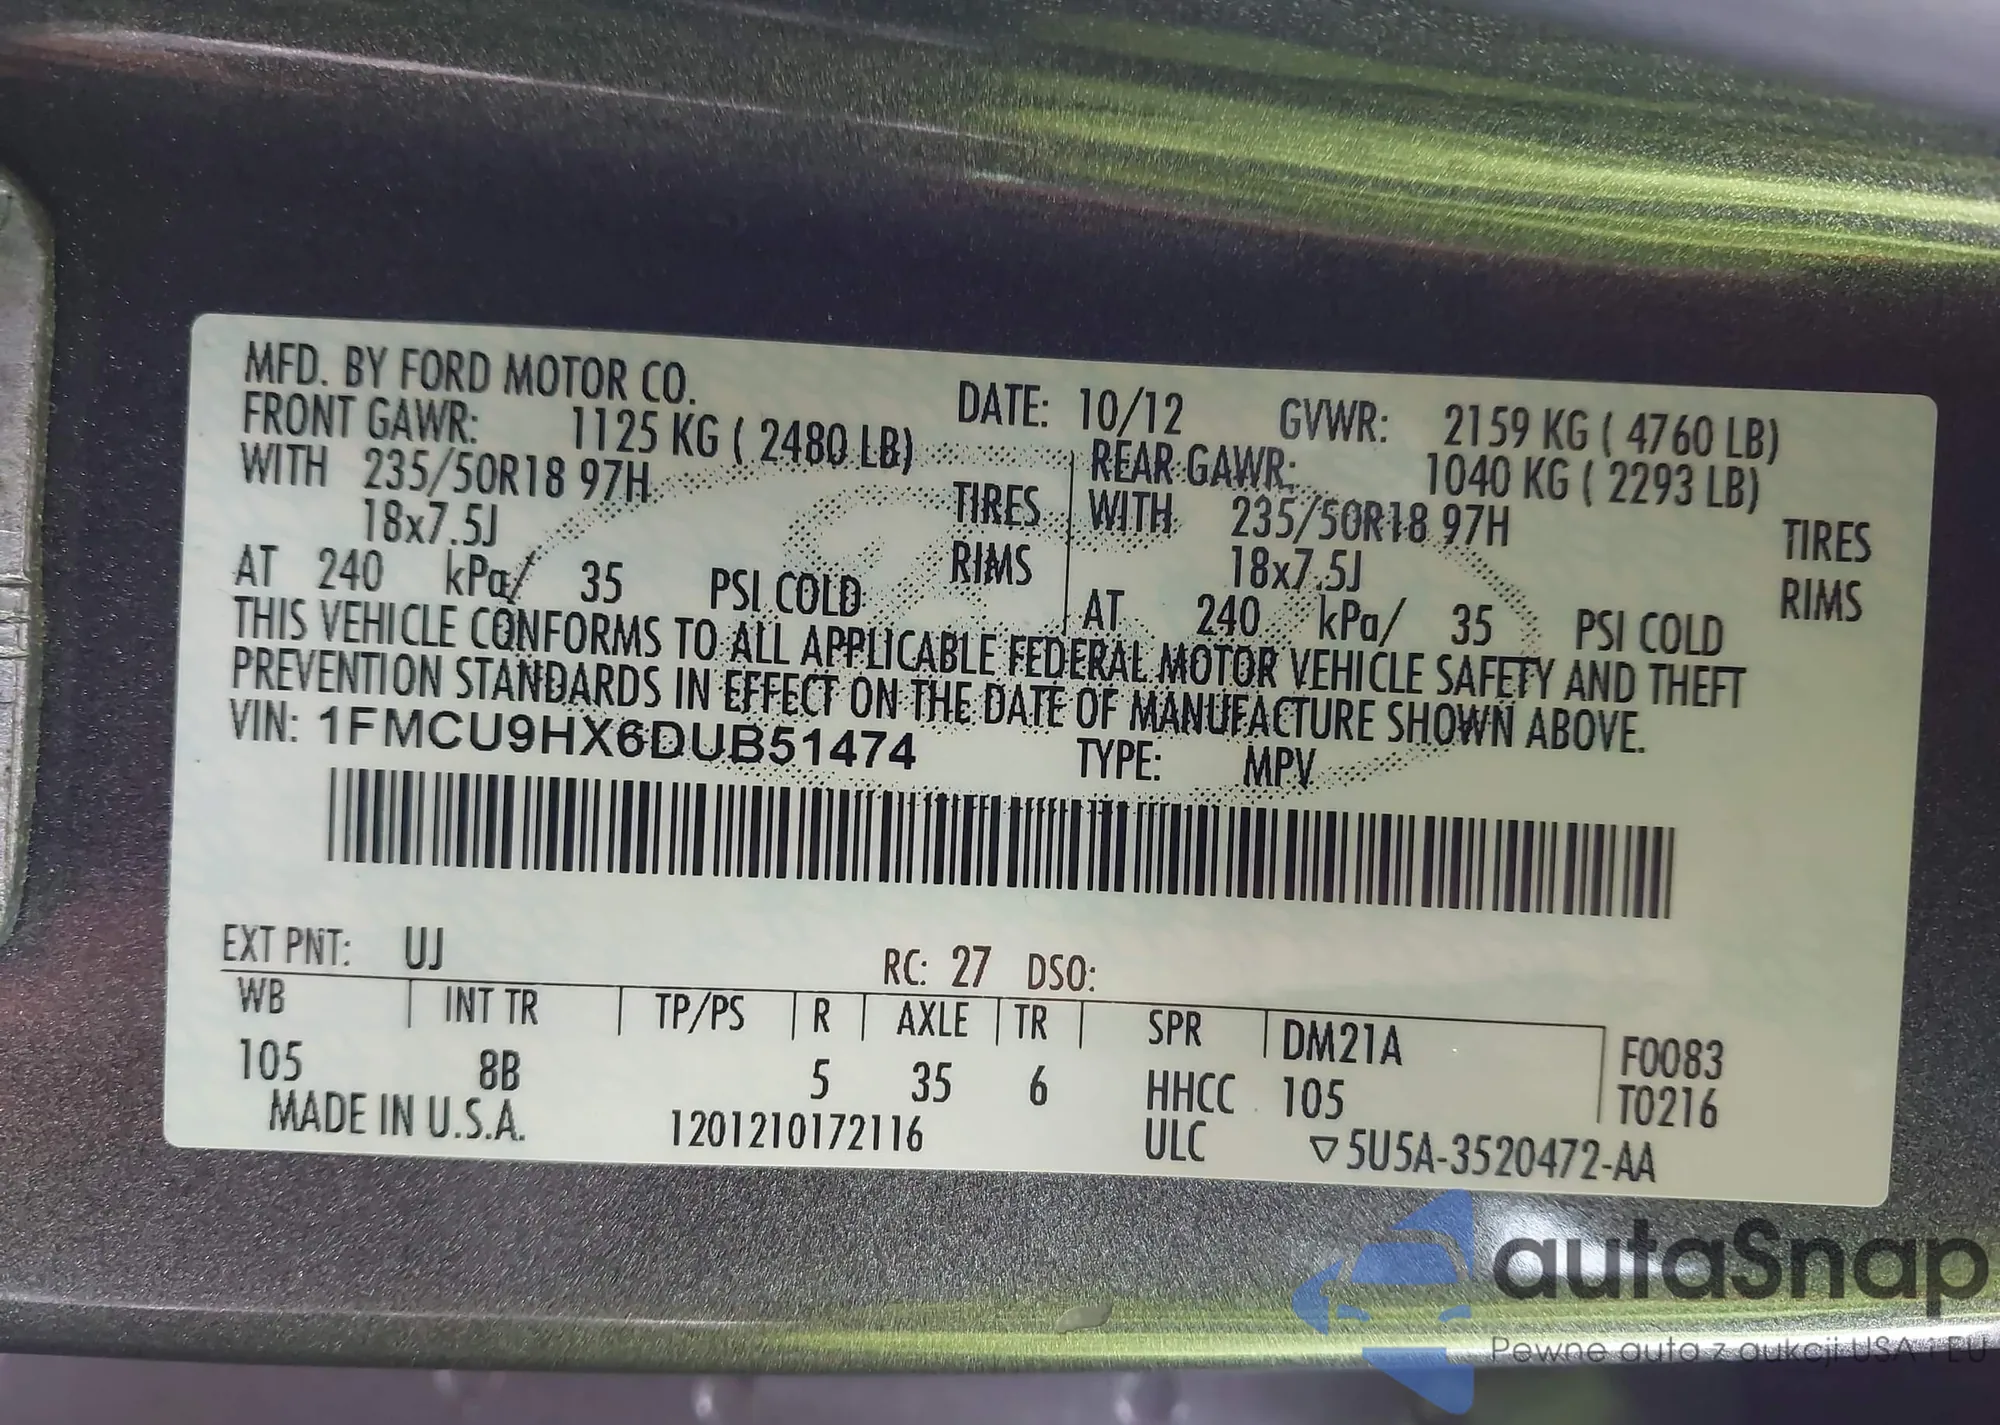 MFD. BY FORD MOTOR CO.
DATE: 10/12 GVWR: 2159 KG ( 4760 LB)
FRONT GAWR: 1125 KG ( 2480 LB) REAR GAWR: 1040 KG ( 2293 LB)
WITH 235/50R18 97H TIRES WITH 235/50R18 97H TIRES
18x7.5J RIMS 18x7.5J RIMS
AT 240 kPa/ 35 PSI COLD AT 240 kPa/ 35 PSI COLD
THIS VEHICLE CONFORMS TO ALL APPLICABLE FEDERAL MOTOR VEHICLE SAFETY AND THEFT
PREVENTION STANDARDS IN EFFECT ON THE DATE OF MANUFACTURE SHOWN ABOVE.
VIN: 1FMCU9HX6DUB51474 TYPE: MPV
EXT PNT: UJ RC: 27 DSO:
WB INT TR TP/PS R AXLE TR SPR DM21A F0083
105 8B 5 35 6 HHCC 105 T0216
MADE IN U.S.A. 1201210172116 ULC ▽5U5A-3520472-AA
autaSnap
Pewne auta z aukcji USA i EU